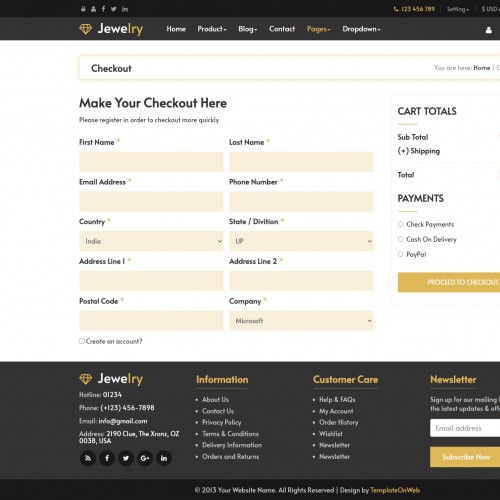 123 456 789 Setting $ USD
Jewelry Home Product Blog Contact Pages Dropdown
Checkout You are here: Home /
Make Your Checkout Here
Please register in order to checkout more quickly
First Name * Last Name *
Email Address * Phone Number *
Country * State / Divition *
India UP
Address Line 1 * Address Line 2 *
Postal Code * Company *
Microsoft
Create an account?
CART TOTALS
Sub Total
(+) Shipping
Total
PAYMENTS
Check Payments
Cash On Delivery
PayPal
PROCEED TO CHECKOUT
Jewelry
Hotline: 01234
Phone: (+123) 456-7898
Email: info@gmail.com
Address: 2190 Clue, The Xronz, OZ
0038, USA
Information
About Us
Contact Us
Privacy Policy
Terms & Conditions
Delivery Information
Orders and Returns
Customer Care
Help & FAQs
My Account
Order History
Wishlist
Newsletter
Newsletter
Newsletter
Sign up for our mailing
the latest updates &
Email address
Subscribe Now
© 2013 Your Website Name. All Rights Reserved | Design by TemplateOnWeb